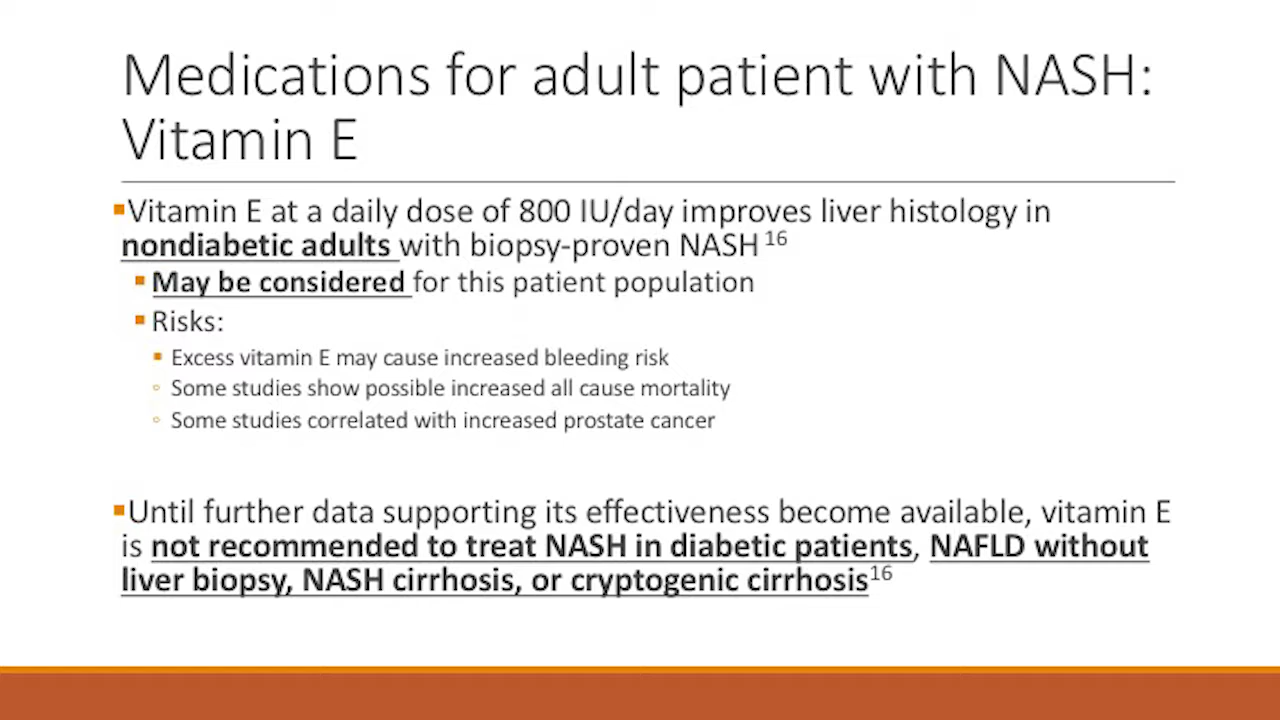 Medications for adult patient with NASH:
Vitamin E
▪Vitamin E at a daily dose of 800 IU/day improves liver histology in
nondiabetic adults with biopsy-proven NASH 16
▪ May be considered for this patient population
▪ Risks:
▪ Excess vitamin E may cause increased bleeding risk
◦ Some studies show possible increased all cause mortality
◦ Some studies correlated with increased prostate cancer
▪Until further data supporting its effectiveness become available, vitamin E
is not recommended to treat NASH in diabetic patients, NAFLD without
liver biopsy, NASH cirrhosis, or cryptogenic cirrhosis16